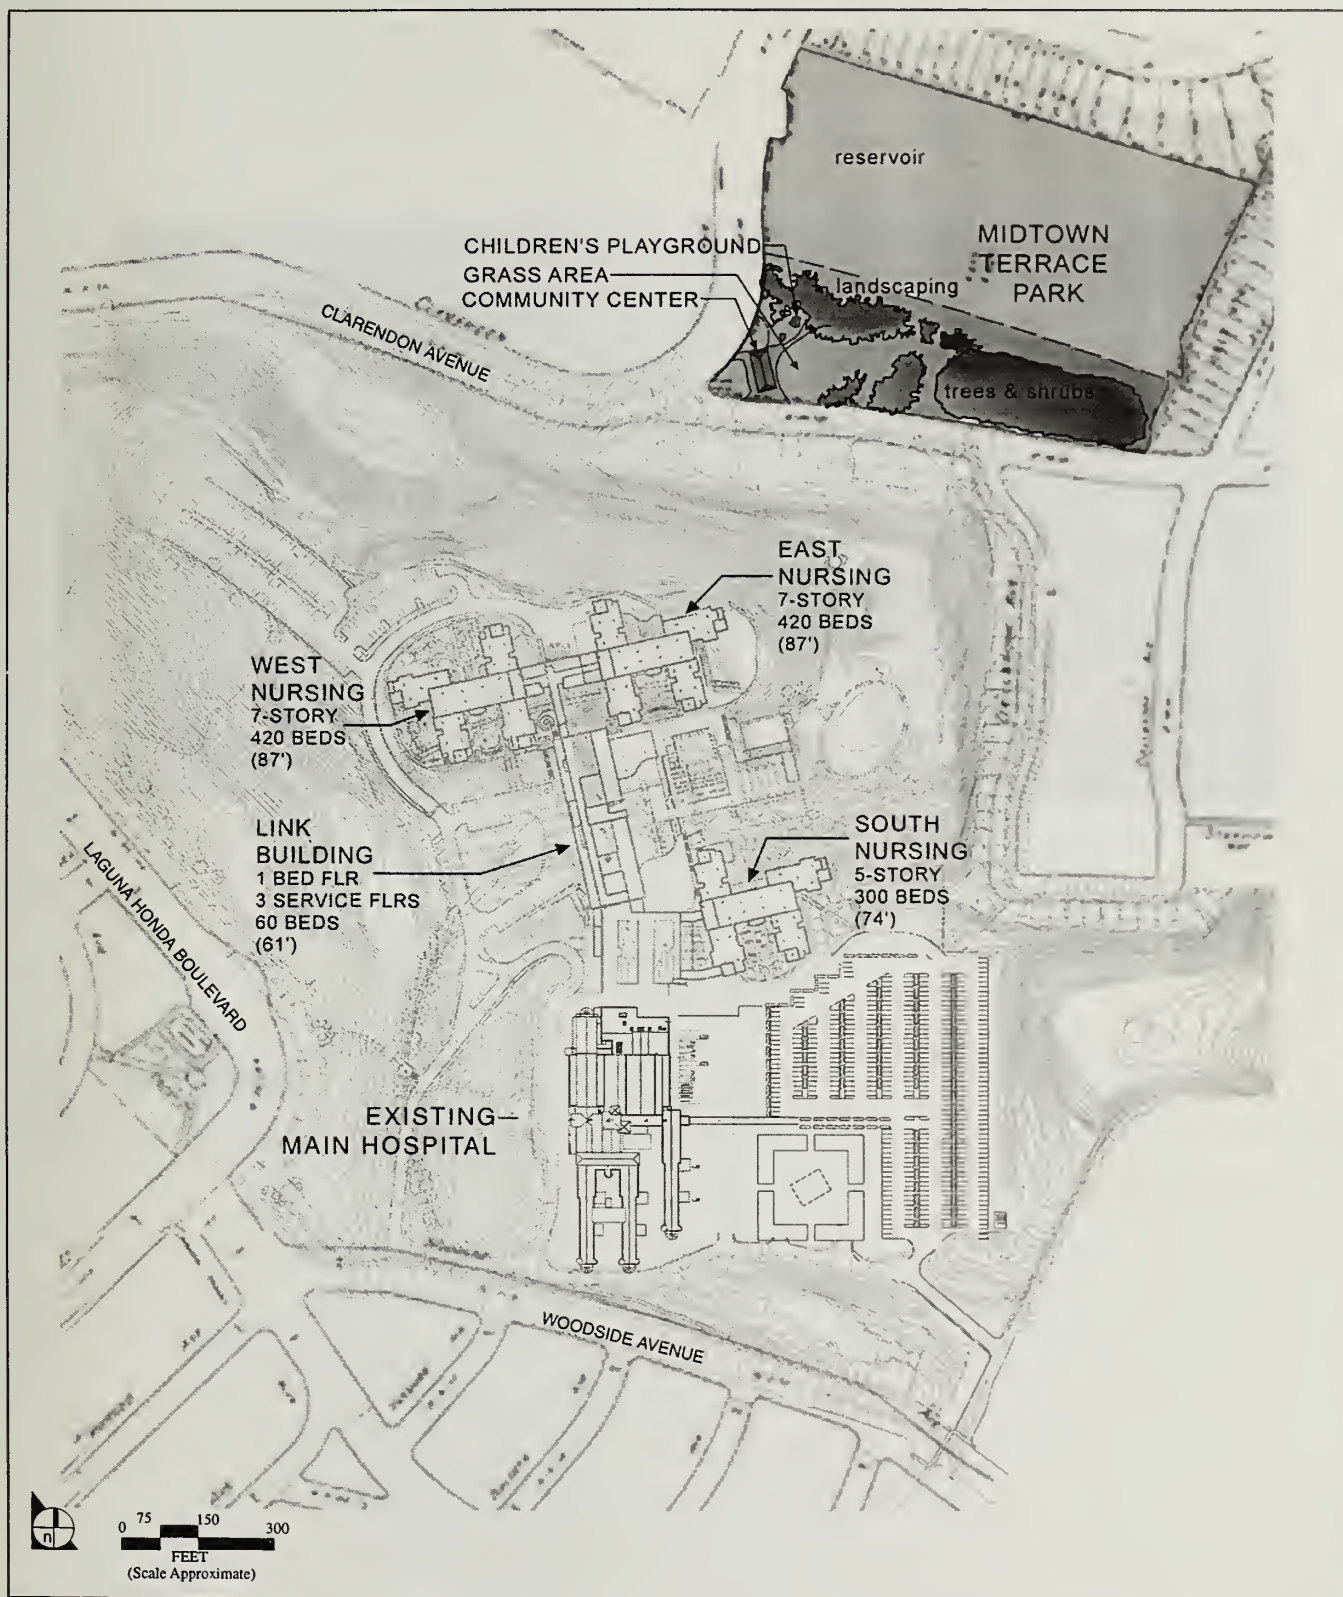 reservoir
MIDTOWN
TERRACE
PARK
CHILDREN'S PLAYGROUND
GRASS AREA
COMMUNITY CENTER
landscaping
trees & shrubs
CLARENDON AVENUE
EAST
NURSING
7-STORY
420 BEDS
(87')
WEST
NURSING
7-STORY
420 BEDS
(87')
LINK
BUILDING
1 BED FLR
3 SERVICE FLRS
60 BEDS
(61')
SOUTH
NURSING
5-STORY
300 BEDS
(74')
LAGUNA HONDA BOULEVARD
EXISTING
MAIN HOSPITAL
WOODSIDE AVENUE
n
0 75 150 300
FEET
(Scale Approximate)